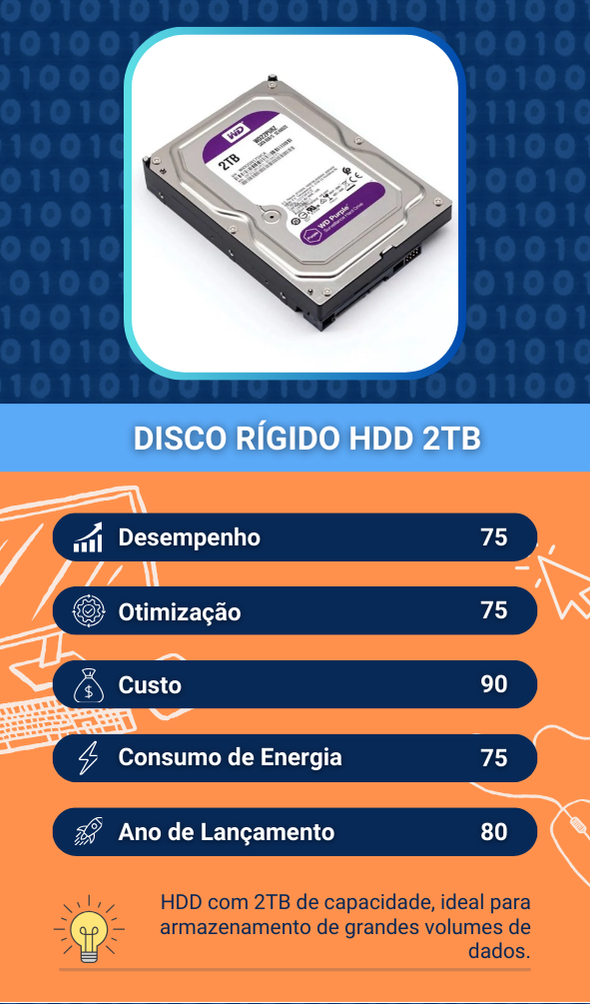 WD
2TB
WD Purple
DISCO RÍGIDO HDD 2TB
Desempenho 75
Otimização 75
Custo 90
Consumo de Energia 75
Ano de Lançamento 80
HDD com 2TB de capacidade, ideal para
armazenamento de grandes volumes de
dados.